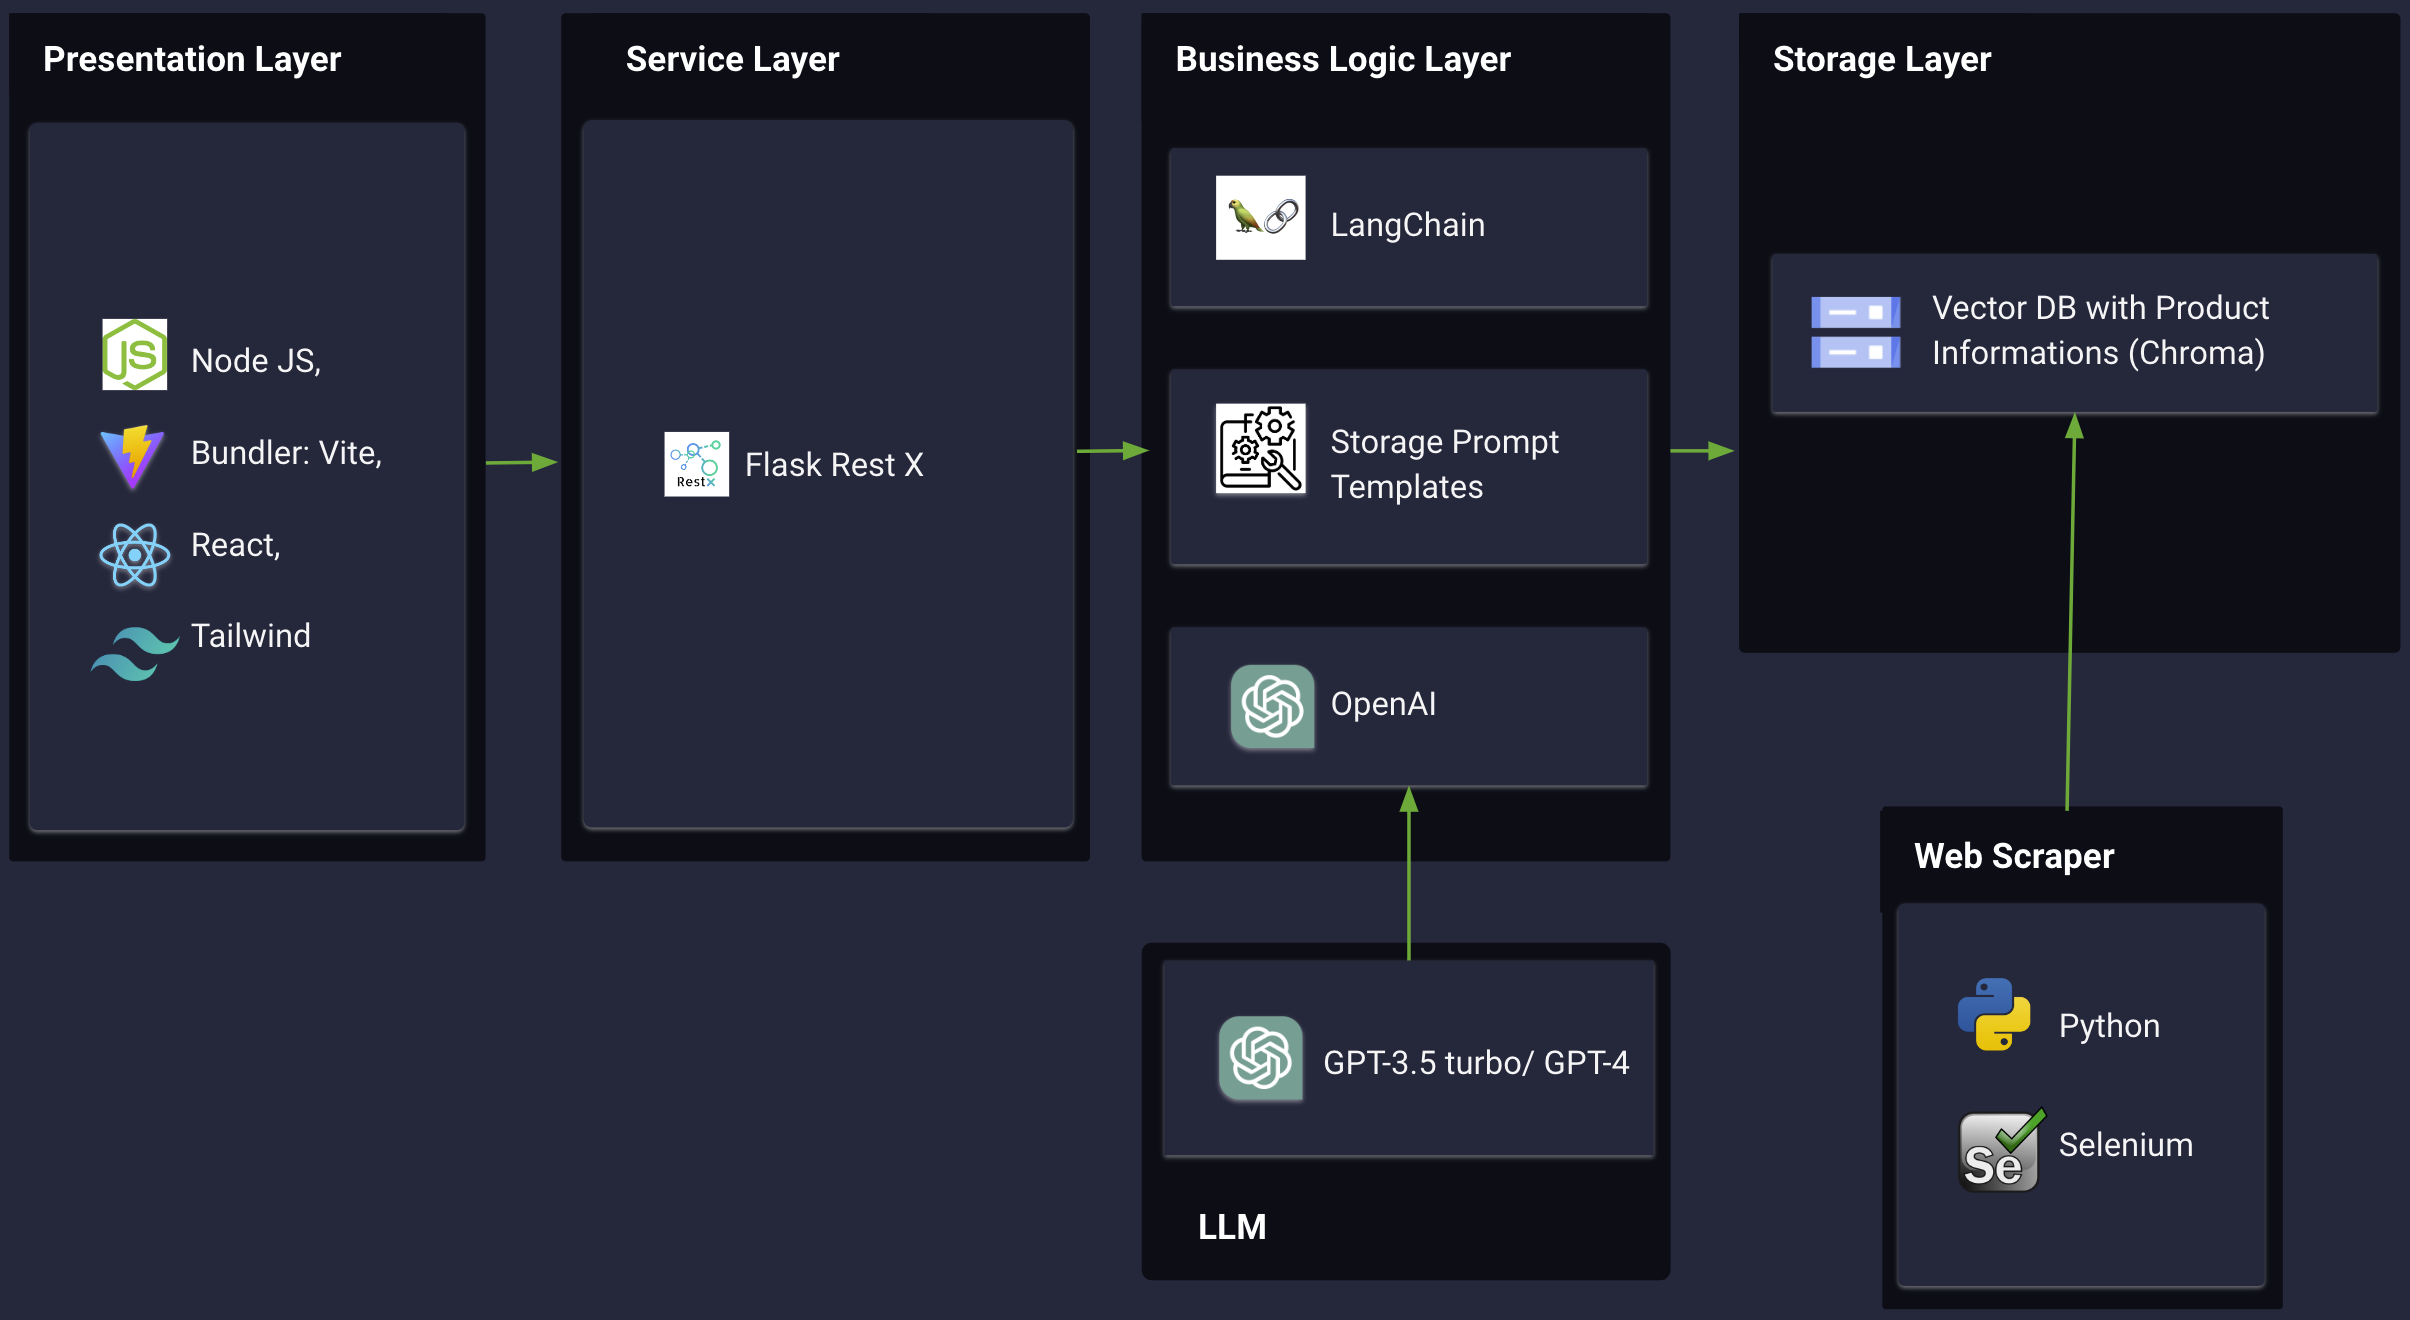 Presentation Layer
Node JS,
Bundler: Vite,
React,
Tailwind
Service Layer
Restx
Flask Rest X
Business Logic Layer
LangChain
Storage Prompt
Templates
OpenAI
GPT-3.5 turbo/ GPT-4
LLM
Storage Layer
Vector DB with Product
Informations (Chroma)
Web Scraper
Python
Se
Selenium
JS